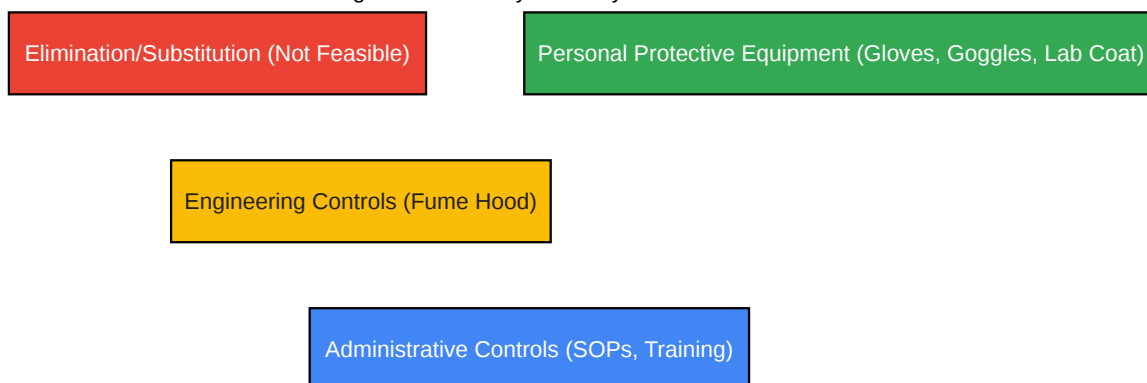 Elimination/Substitution (Not Feasible)
Personal Protective Equipment (Gloves, Goggles, Lab Coat)
Engineering Controls (Fume Hood)
Administrative Controls (SOPs, Training)